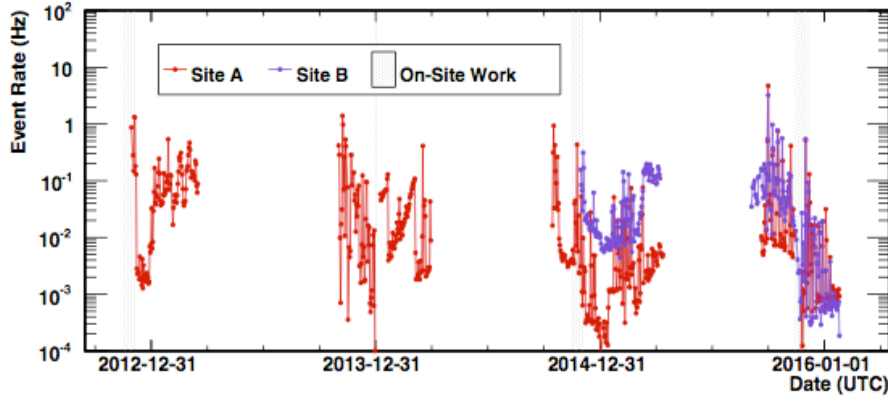 Event Rate (Hz)
10²
10
1
10⁻¹
10⁻²
10⁻³
10⁻⁴
Site A
Site B
On-Site Work
2012-12-31
2013-12-31
2014-12-31
2016-01-01
Date (UTC)